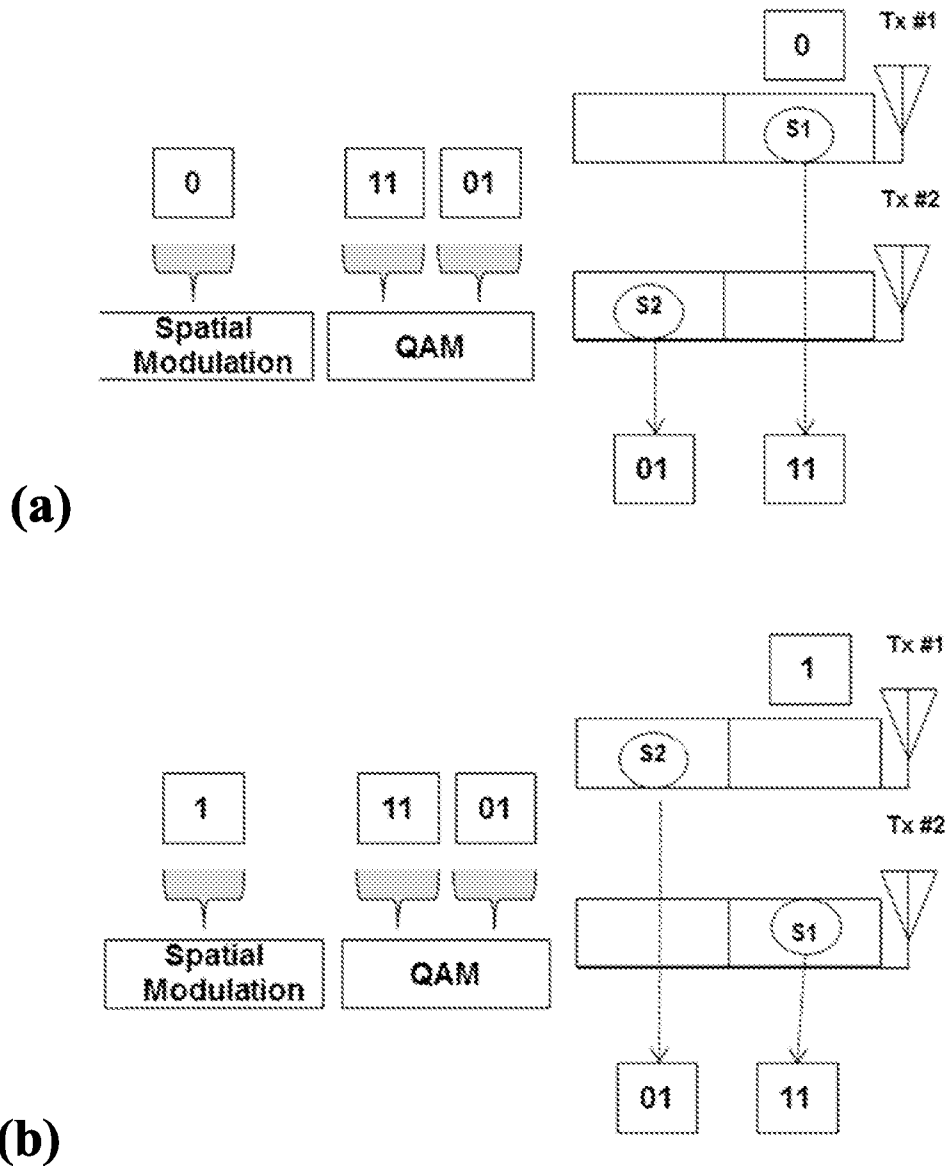 Tx #1
0
S1
0
11
01
Tx #2
S2
Spatial
Modulation
QAM
01
11
(a)
Tx #1
1
S2
1
11
01
Tx #2
S1
Spatial
Modulation
QAM
01
11
(b)